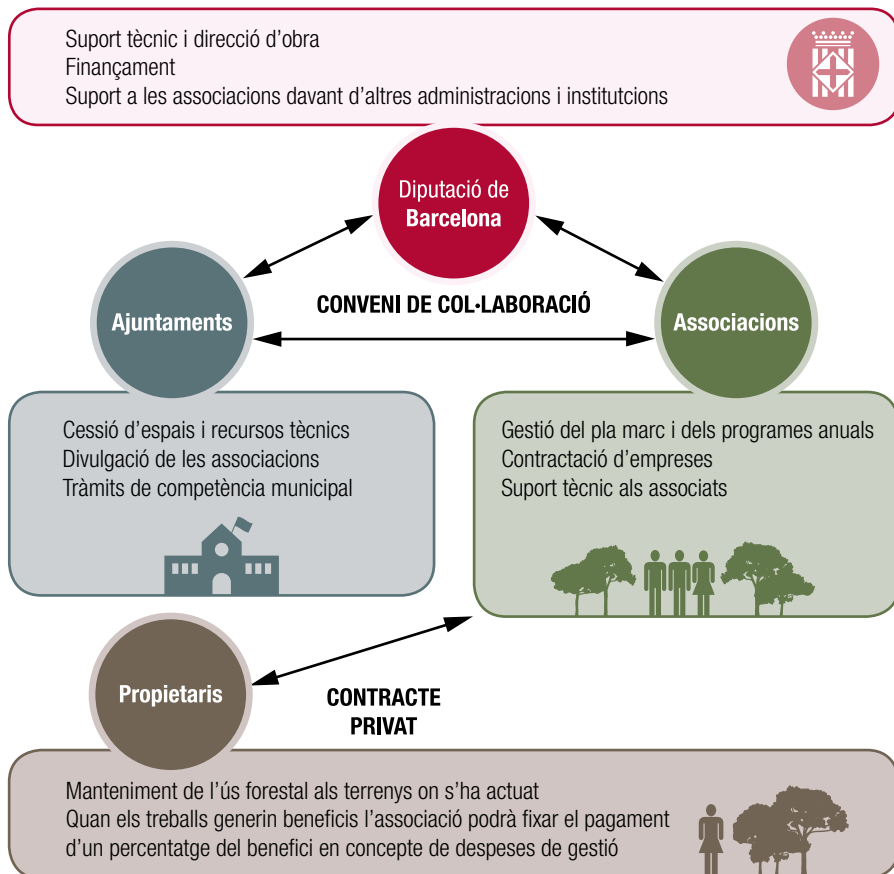 Suport tècnic i direcció d’obra
Finançament
Suport a les associacions davant d’altres administracions i institutcions
Diputació de
Barcelona
CONVENI DE COL·LABORACIÓ
Ajuntaments
Associacions
Cessió d’espais i recursos tècnics
Divulgació de les associacions
Tràmits de competència municipal
Gestió del pla marc i dels programes anuals
Contractació d’empreses
Suport tècnic als associats
Propietaris
CONTRACTE
PRIVAT
Manteniment de l’ús forestal als terrenys on s’ha actuat
Quan els treballs generin beneficis l’associació podrà fixar el pagament
d’un percentatge del benefici en concepte de despeses de gestió